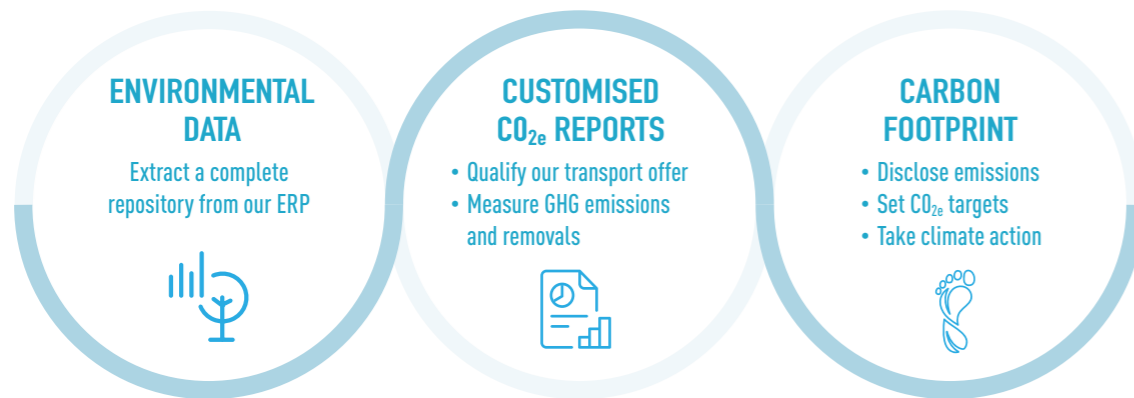 ENVIRONMENTAL
DATA
Extract a complete
repository from our ERP
CUSTOMISED
CO₂e REPORTS
• Qualify our transport offer
• Measure GHG emissions
and removals
CARBON
FOOTPRINT
• Disclose emissions
• Set CO₂e targets
• Take climate action